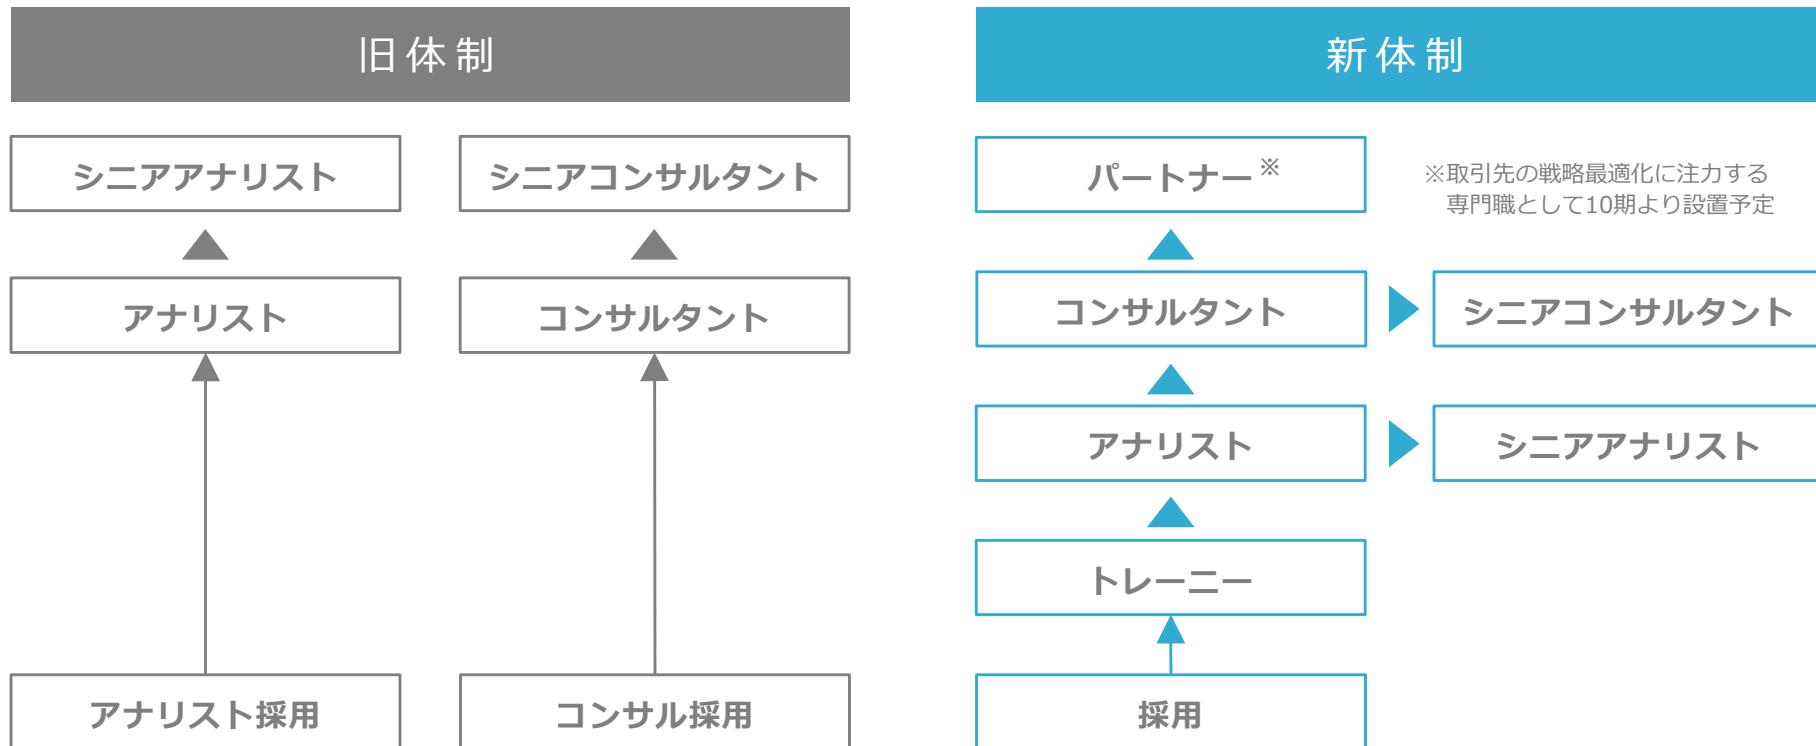 旧体制
シニアアナリスト
シニアコンサルタント
アナリスト
コンサルタント
アナリスト採用
コンサル採用
新体制
パートナー※
※取引先の戦略最適化に注力する
専門職として10期より設置予定
コンサルタント
シニアコンサルタント
アナリスト
シニアアナリスト
トレーニー
採用